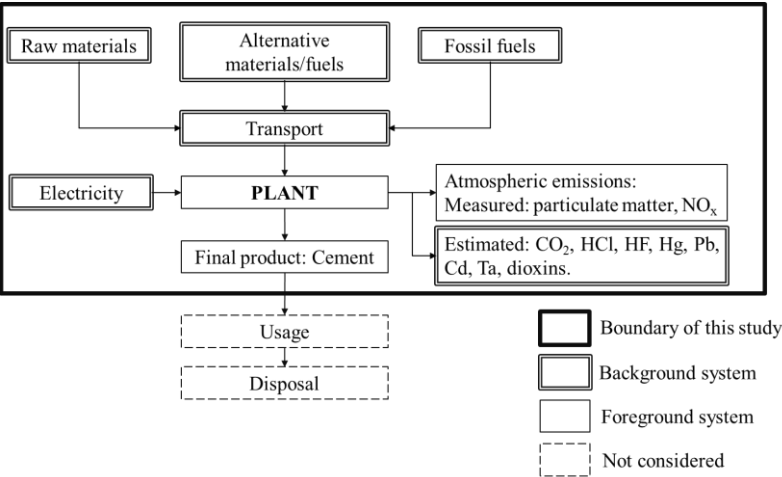 Raw materials
Alternative
materials/fuels
Fossil fuels
Transport
Electricity
PLANT
Atmospheric emissions:
Measured: particulate matter, NOₓ
Final product: Cement
Estimated: CO₂, HCl, HF, Hg, Pb,
Cd, Ta, dioxins.
Usage
Disposal
Boundary of this study
Background system
Foreground system
Not considered